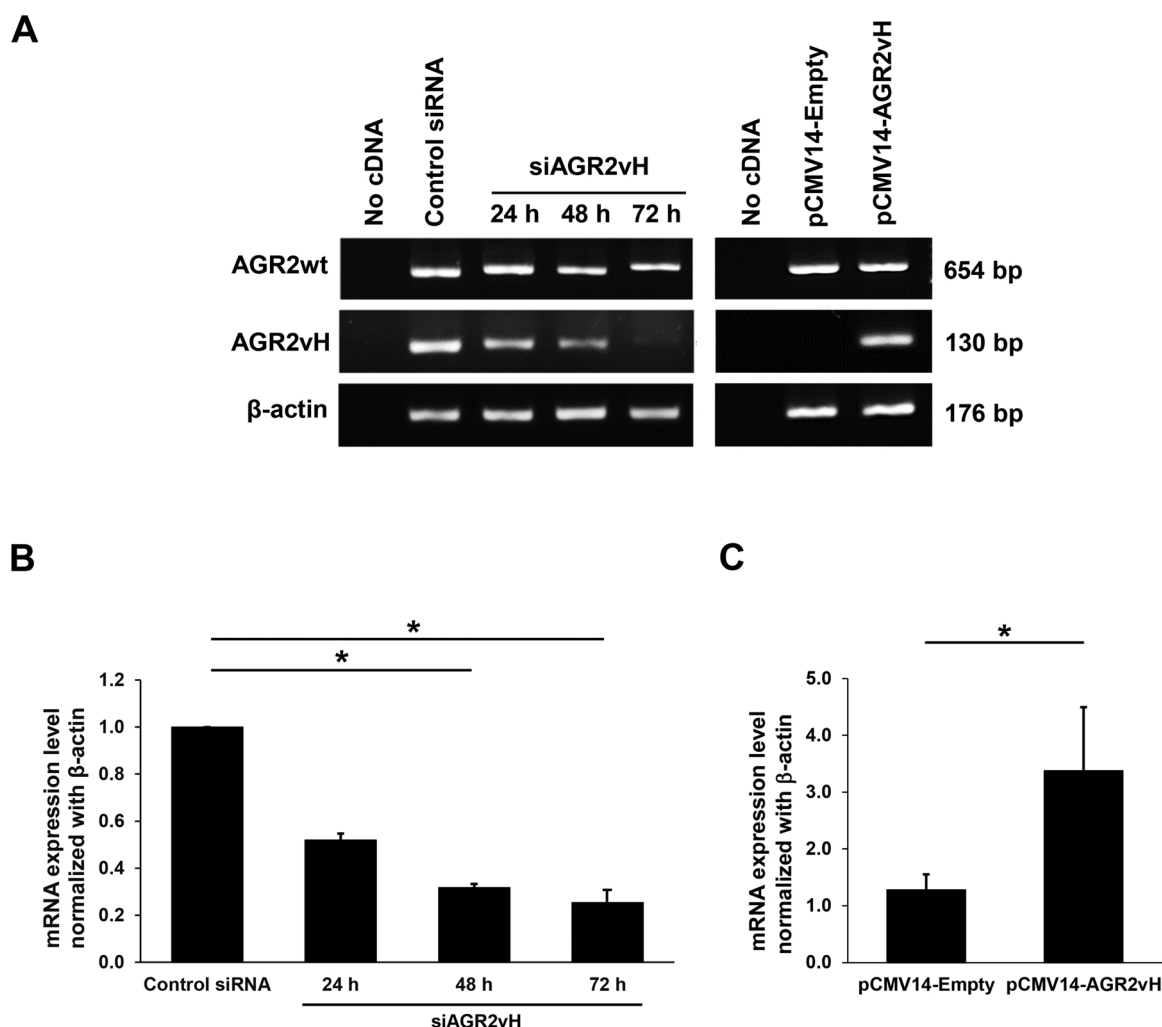 A
No cDNA
Control siRNA
siAGR2vH
24 h 48 h 72 h
No cDNA
pCMV14-Empty
pCMV14-AGR2vH
AGR2wt
654 bp
AGR2vH
130 bp
β-actin
176 bp
B
mRNA expression level
normalized with β-actin
*
*
1.2
1.0
0.8
0.6
0.4
0.2
0.0
Control siRNA 24 h 48 h 72 h
siAGR2vH
C
mRNA expression level
normalized with β-actin
*
5.0
4.0
3.0
2.0
1.0
0.0
pCMV14-Empty pCMV14-AGR2vH